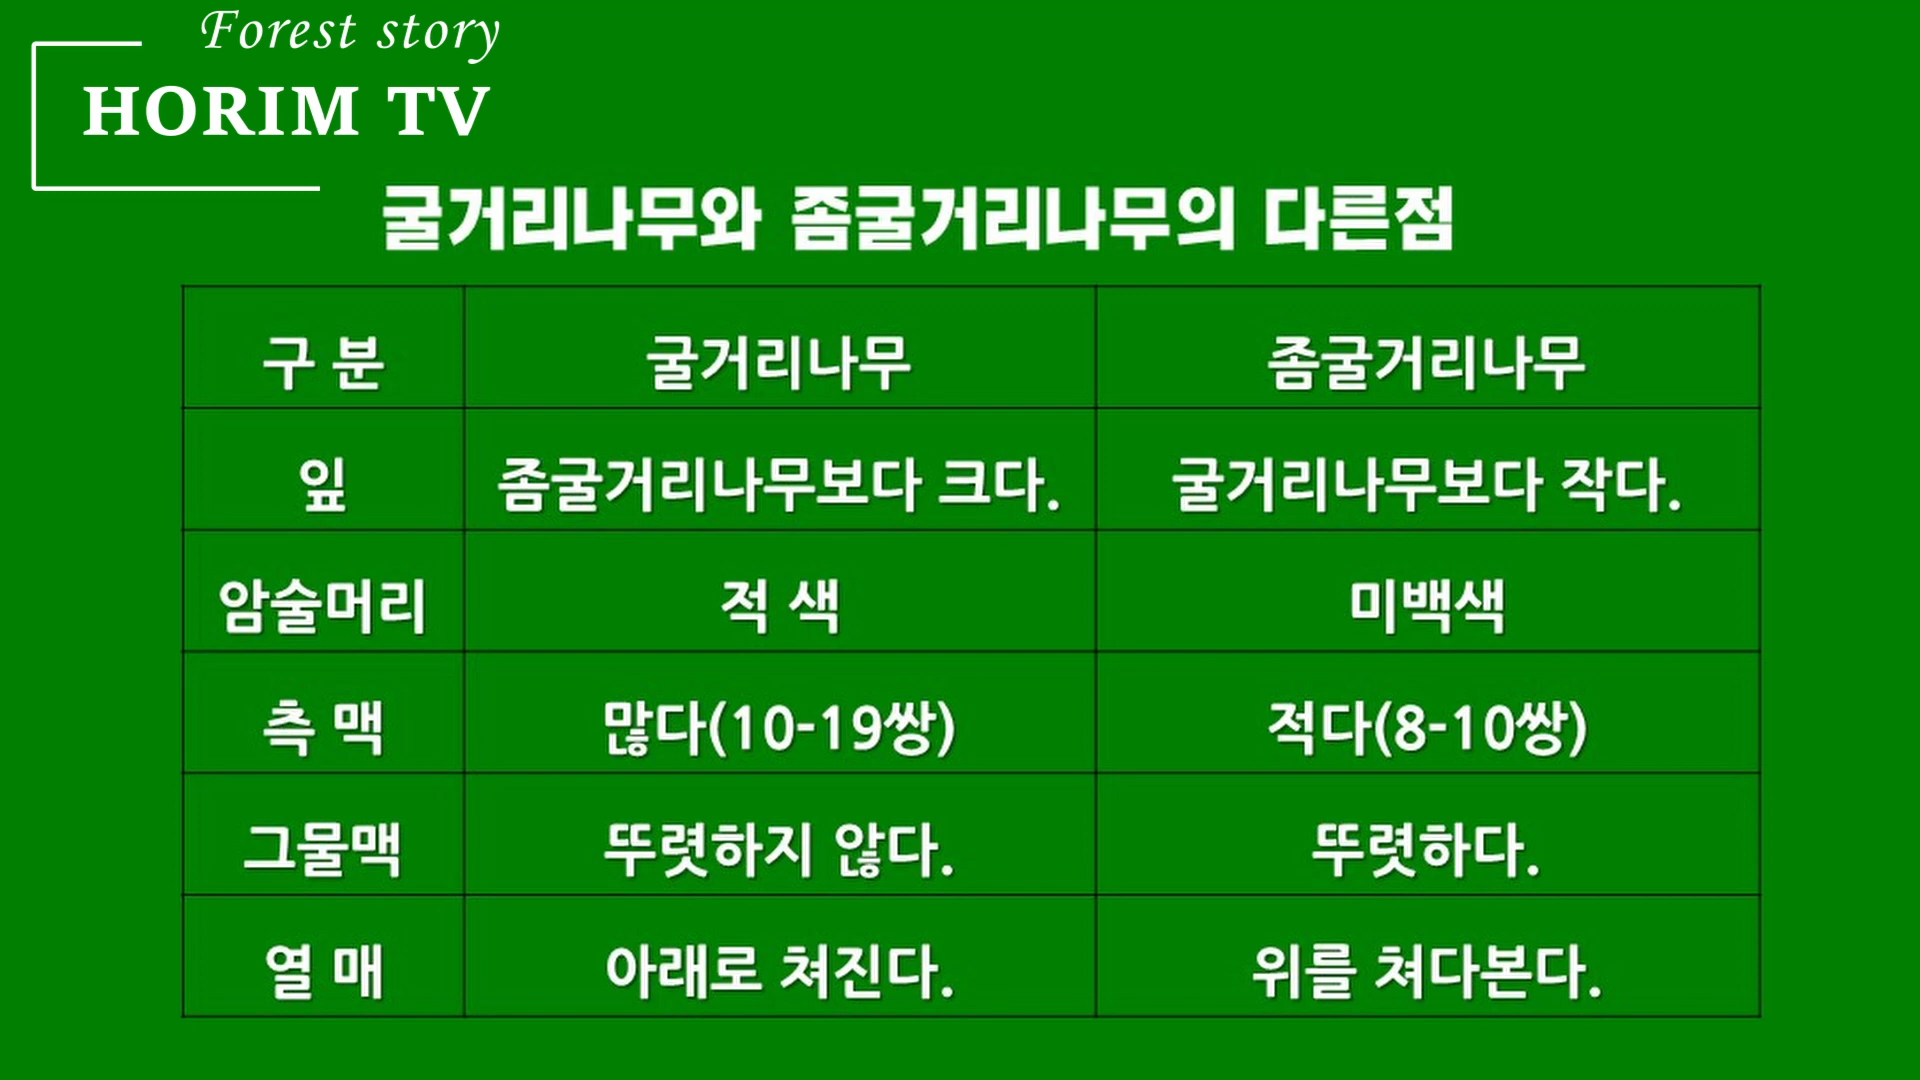 Forest story
HORIM TV
굴거리나무와 좀굴거리나무의 다른점
구 분 굴거리나무 좀굴거리나무
잎 좀굴거리나무보다 크다. 굴거리나무보다 작다.
암술머리 적 색 미백색
측 맥 많다(10-19쌍) 적다(8-10쌍)
그물맥 뚜렷하지 않다. 뚜렷하다.
열 매 아래로 쳐진다. 위를 쳐다본다.